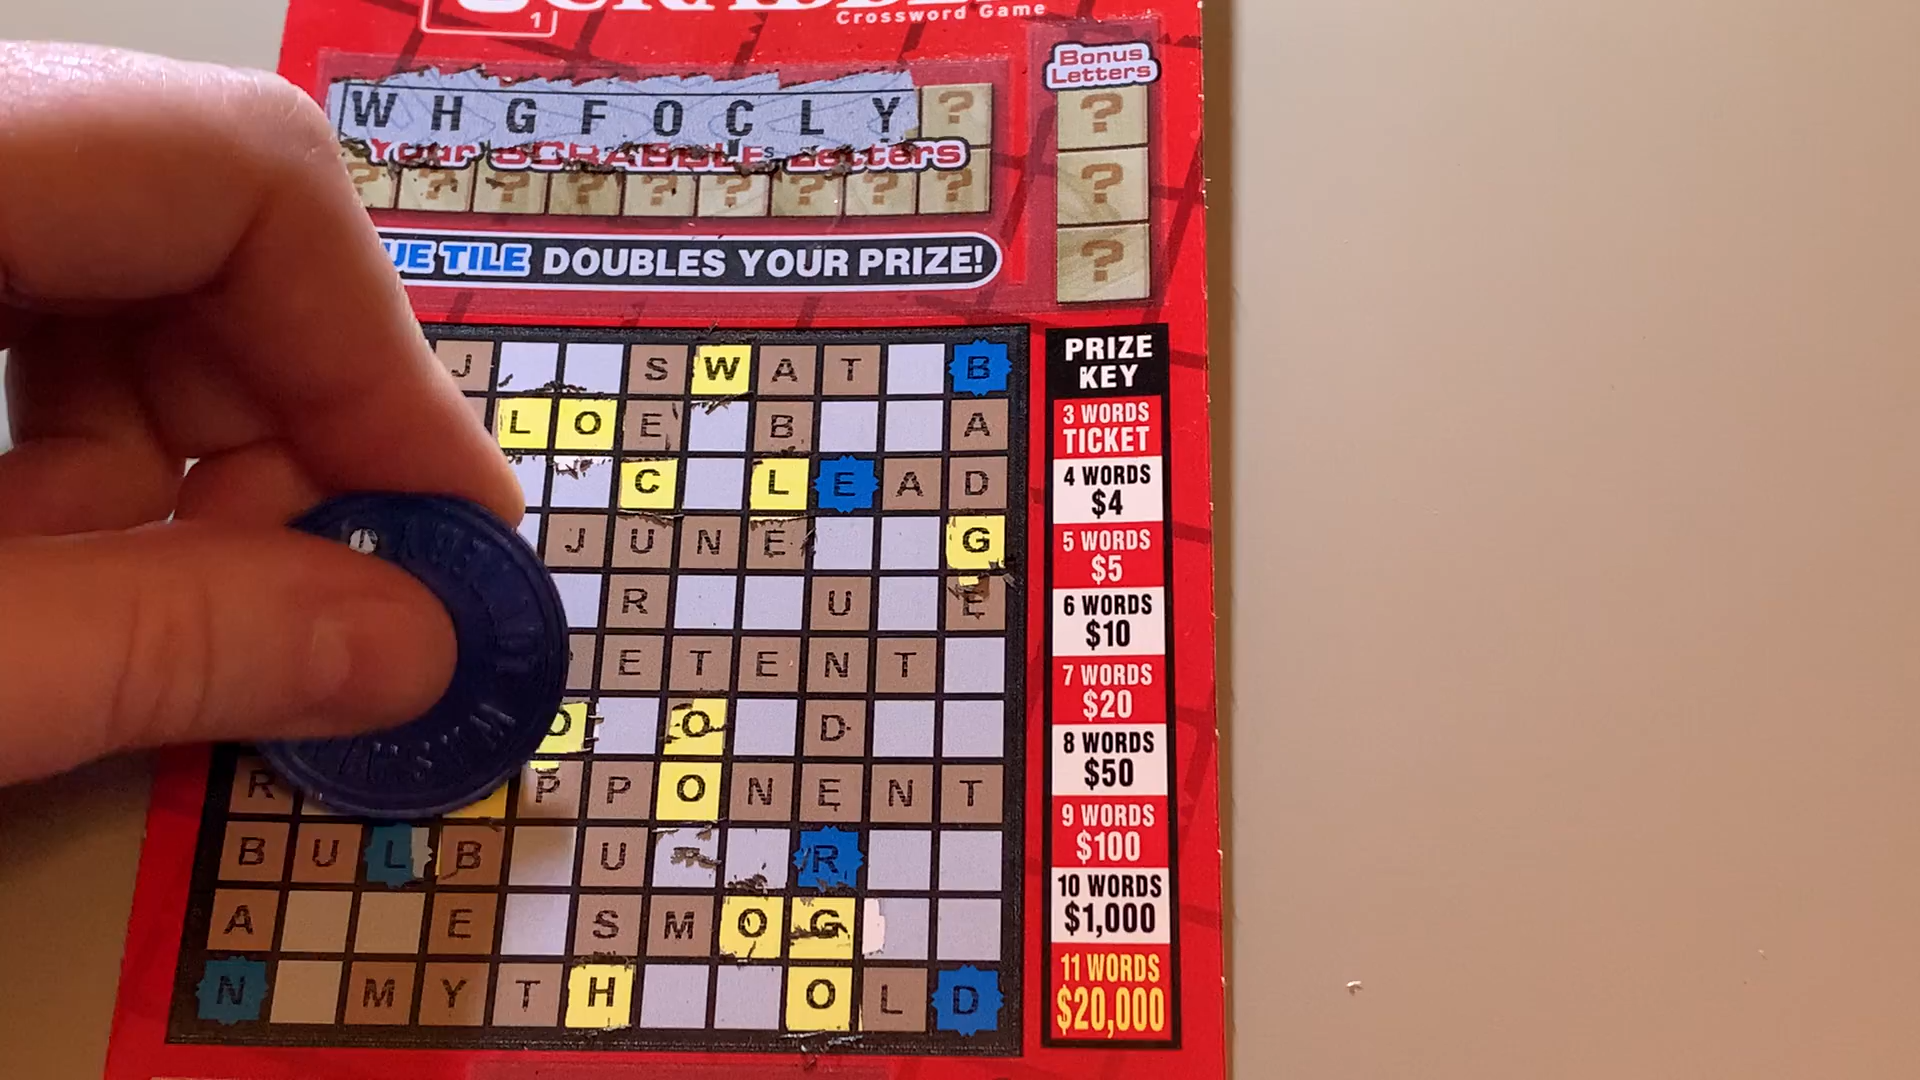 1
Crossword Game
Bonus
Letters
W H G F O C L Y ?
Your SCRABBLE Letters
? ? ? ? ? ? ? ? ?
?
?
?
UE TILE DOUBLES YOUR PRIZE!
J S W A T B
L O E B A
C L E A D
J U N E G
R U E
E T E N T
O O D
R P P O N E N T
B U L B U R
A E S M O G
N M Y T H O L D
PRIZE
KEY
3 WORDS
TICKET
4 WORDS
$4
5 WORDS
$5
6 WORDS
$10
7 WORDS
$20
8 WORDS
$50
9 WORDS
$100
10 WORDS
$1,000
11 WORDS
$20,000